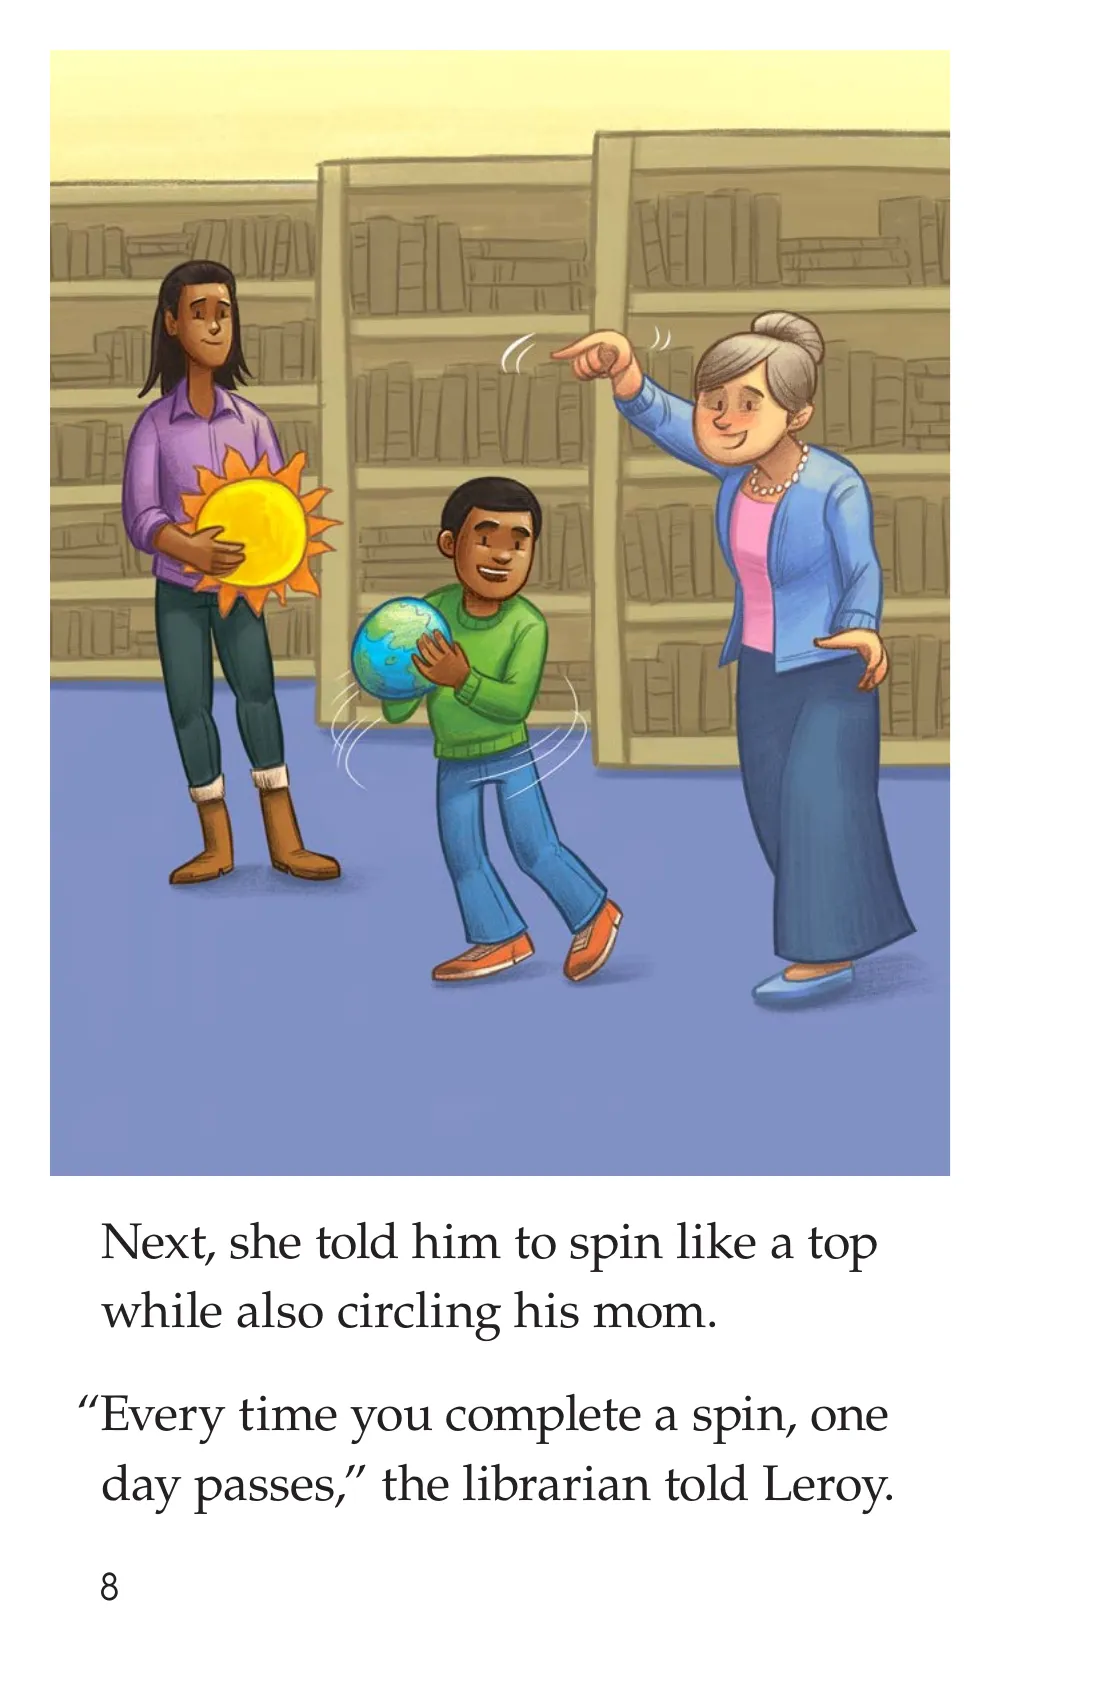 Next, she told him to spin like a top
while also circling his mom.
“Every time you complete a spin, one
day passes,” the librarian told Leroy.
8